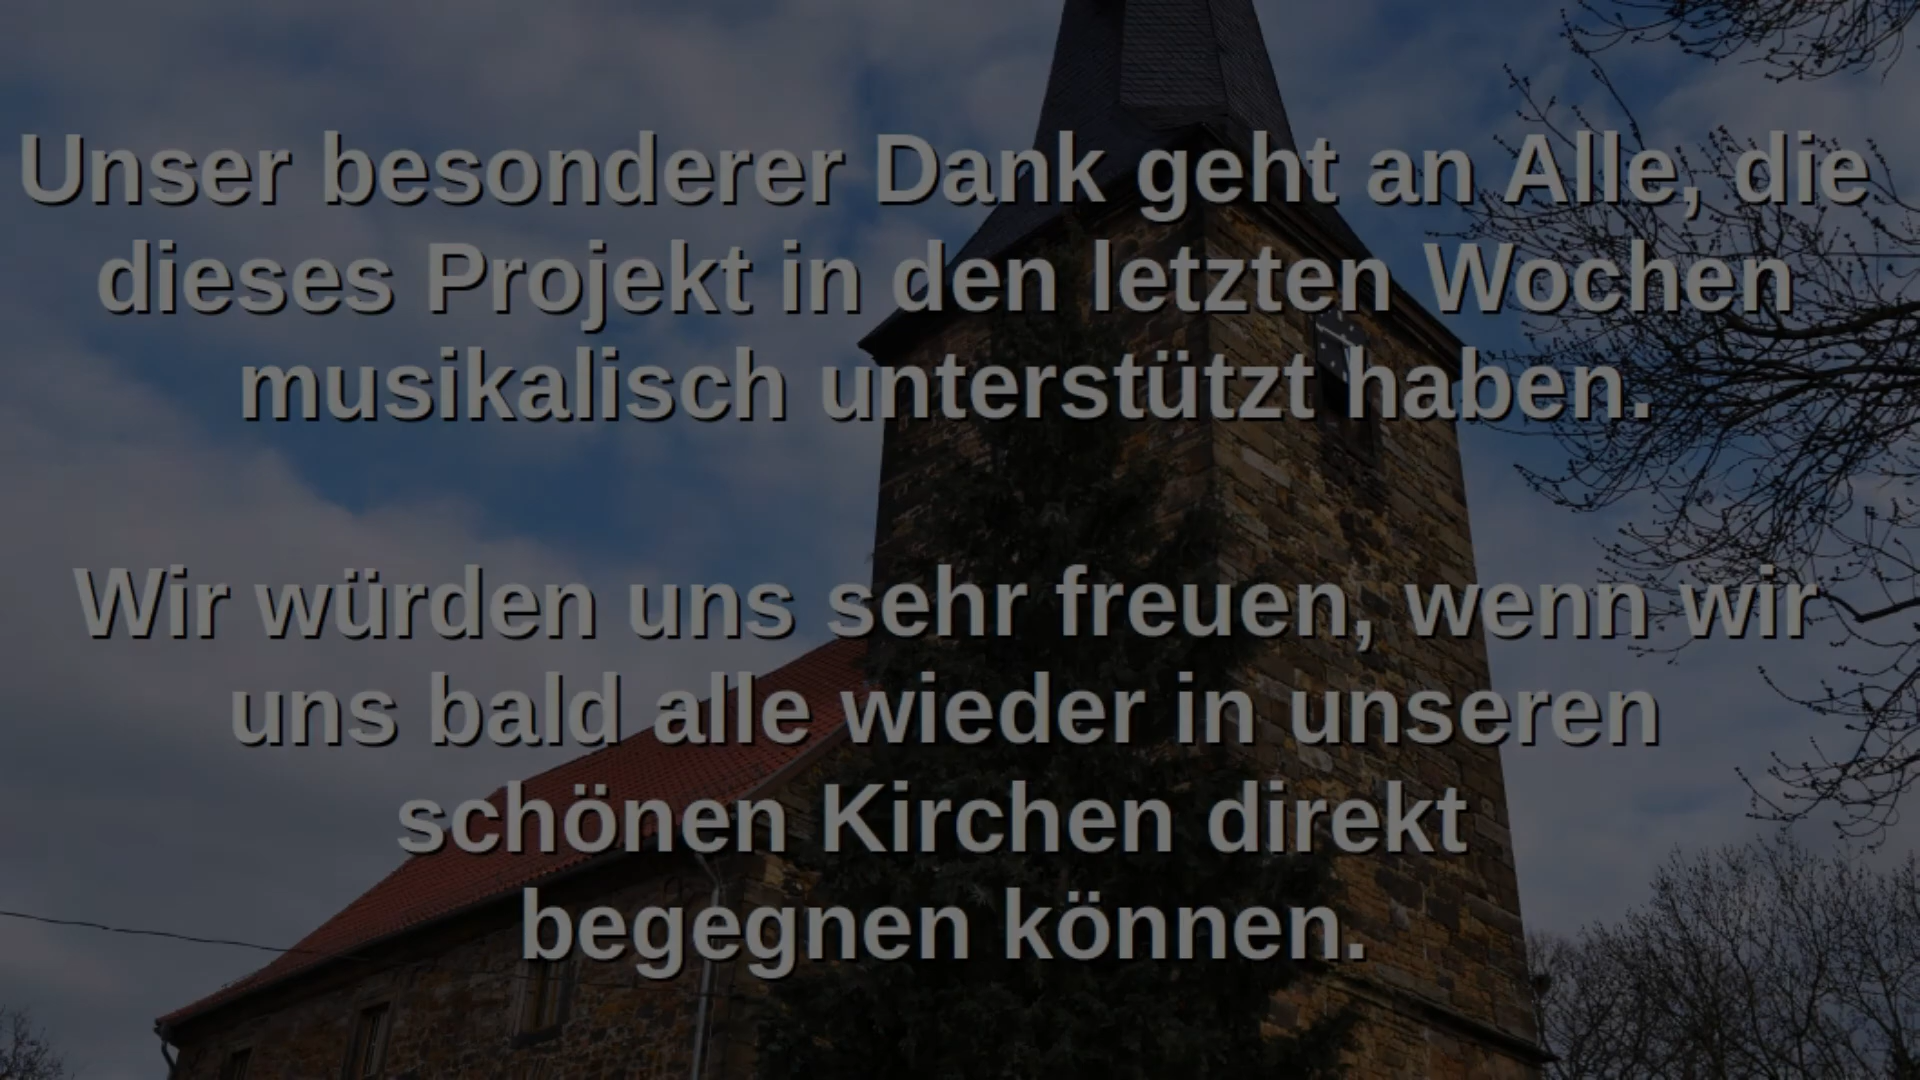 Unser besonderer Dank geht an Alle, die
dieses Projekt in den letzten Wochen
musikalisch unterstützt haben.
Wir würden uns sehr freuen, wenn wir
uns bald alle wieder in unseren
schönen Kirchen direkt
begegnen können.